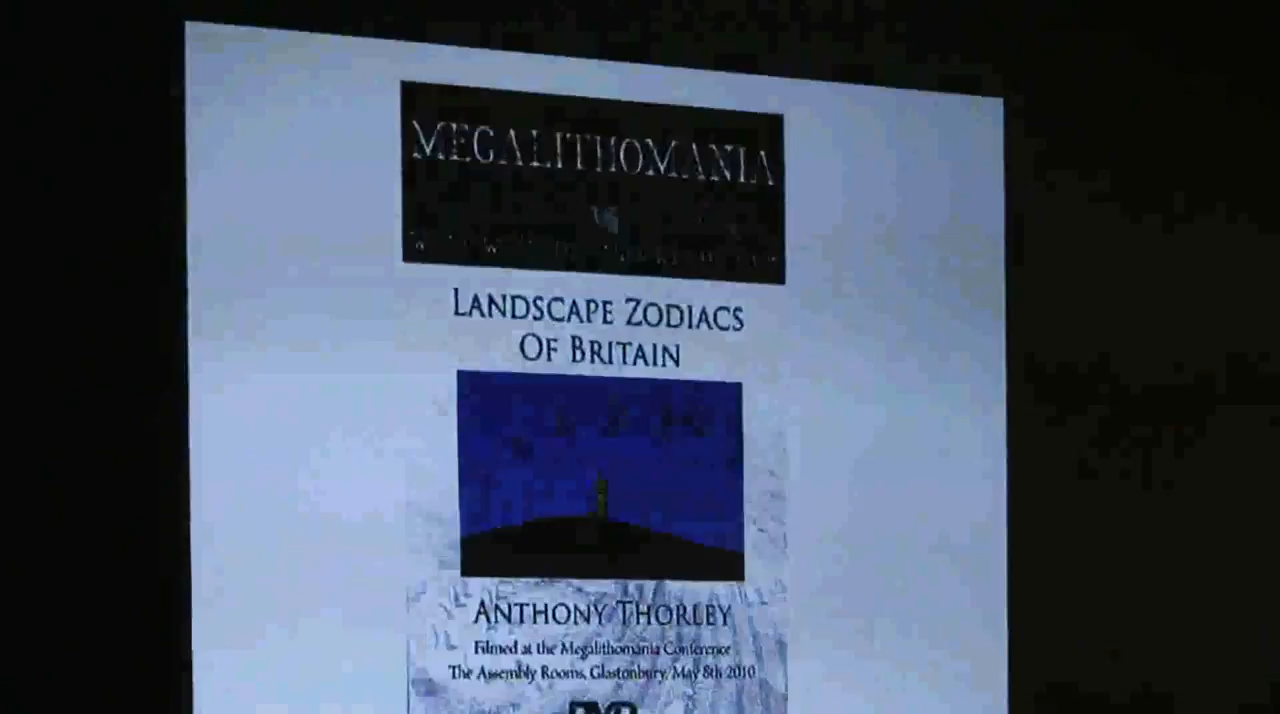 MEGALITHOMANIA
LANDSCAPE ZODIACS
OF BRITAIN
ANTHONY THORLEY
Filmed at the Megalithomania Conference
The Assembly Rooms, Glastonbury, May 8th 2010
DVD